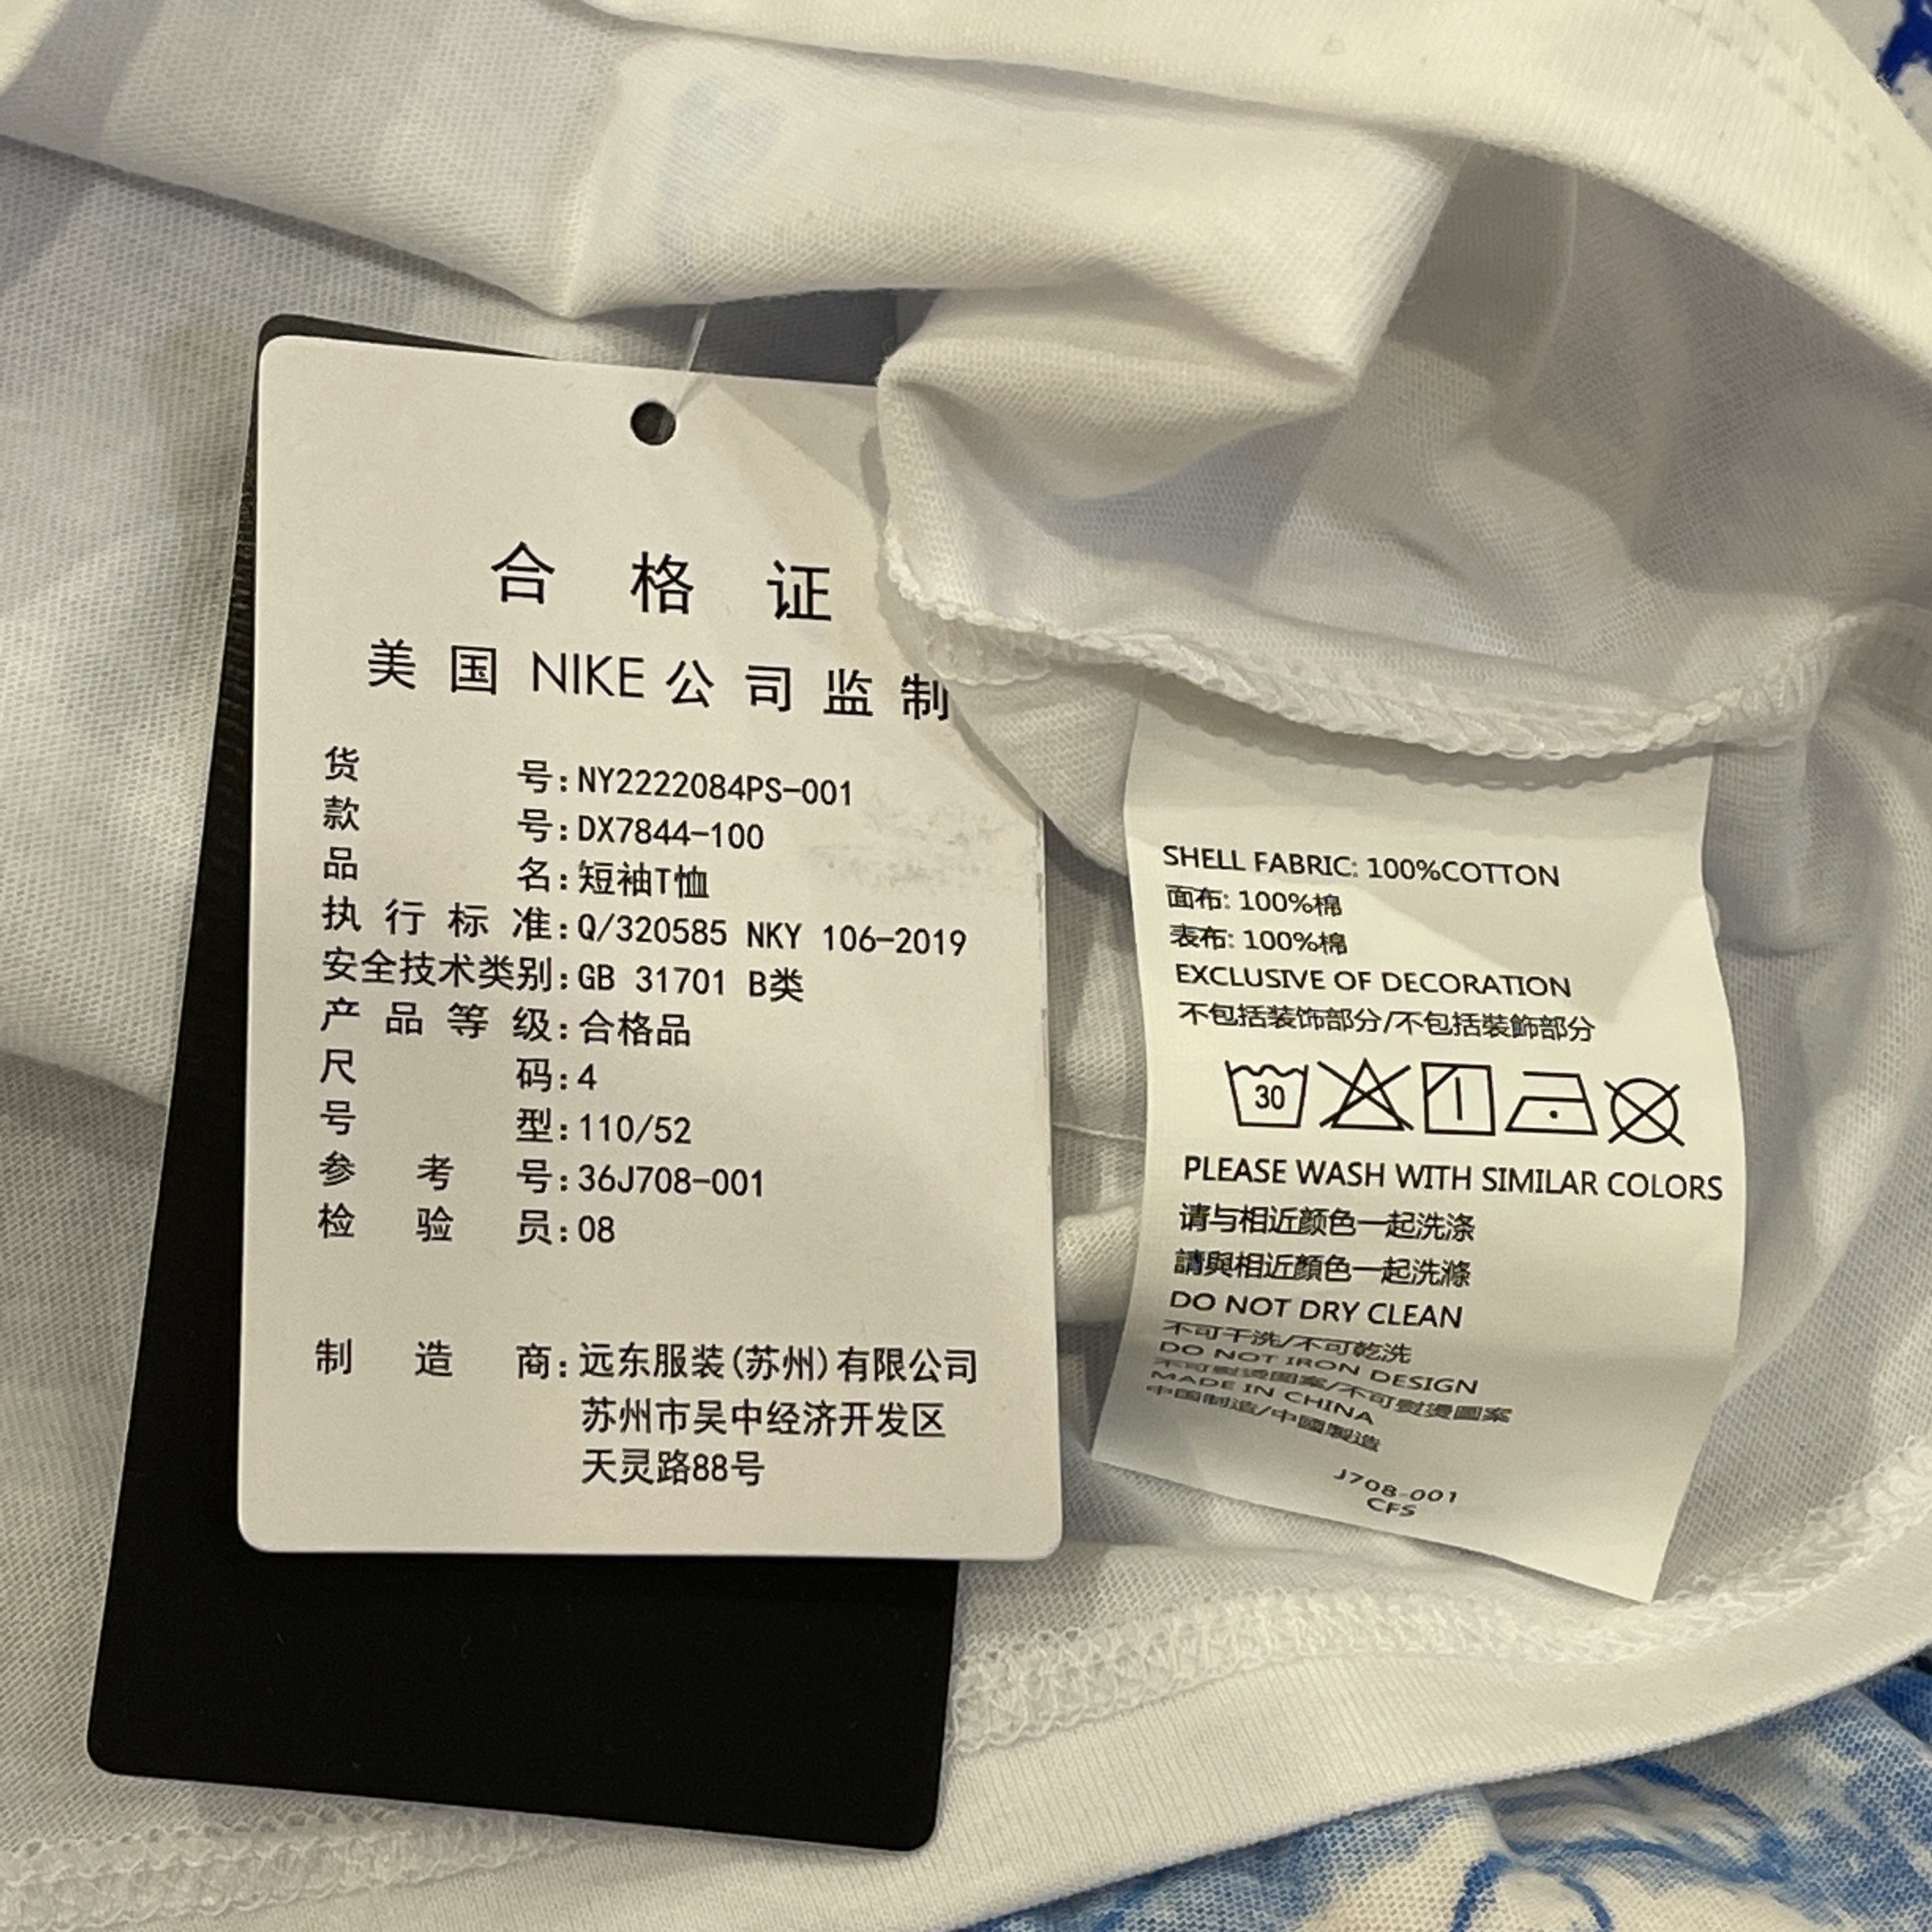 合格证
美国NIKE公司监制
货号:NY2222084PS-001
款号:DX7844-100
品名:短袖T恤
执行标准:Q/320585 NKY 106-2019
安全技术类别:GB 31701 B类
产品等级:合格品
尺码:4
号型:110/52
参考号:36J708-001
检验员:08
制造商:远东服装(苏州)有限公司
苏州市吴中经济开发区
天灵路88号
SHELL FABRIC: 100%COTTON
面布: 100%棉
表布: 100%棉
EXCLUSIVE OF DECORATION
不包括装饰部分/不包括裝飾部分
30
PLEASE WASH WITH SIMILAR COLORS
请与相近颜色一起洗涤
請與相近顏色一起洗滌
DO NOT DRY CLEAN
不可干洗/不可乾洗
DO NOT IRON DESIGN
不可熨烫图案/不可熨燙圖案
MADE IN CHINA
中国制造/中國製造
J708-001
CFS